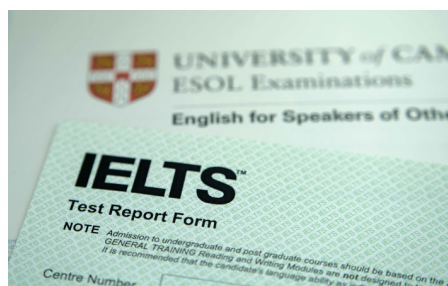 UNIVERSITY of CAM
ESOL Examinations
English for Speakers of Othe
IELTS™
Test Report Form
NOTE Admission to undergraduate and post graduate courses should be based on the
GENERAL TRAINING Reading and Writing Modules are not designed to
It is recommended that the candidate's language ability as
Centre Number